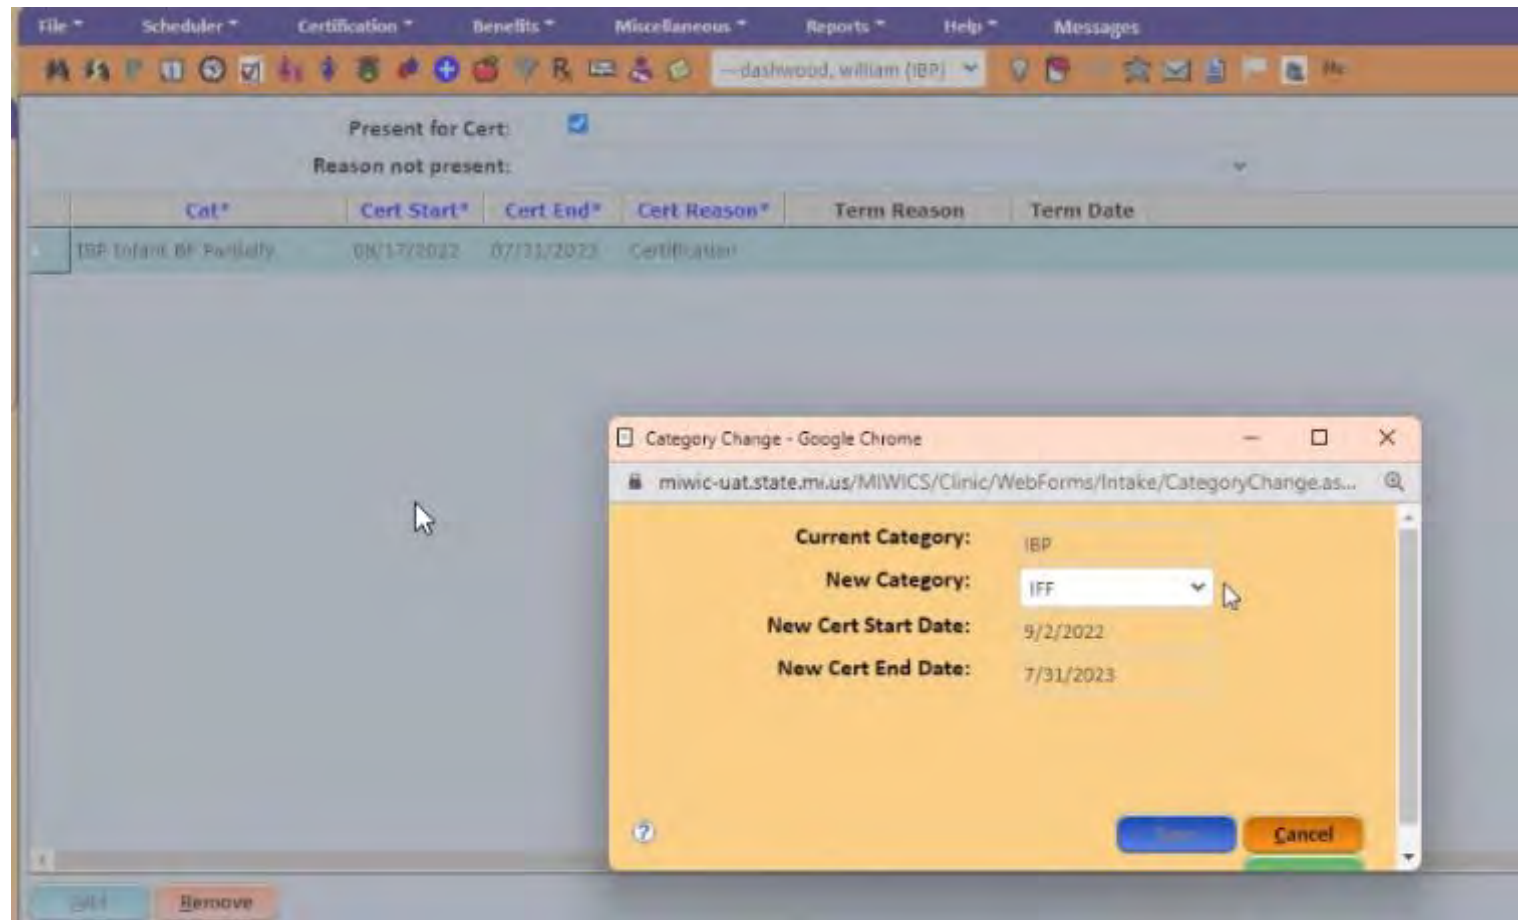 File Scheduler Certification Benefits Miscellaneous Reports Help Messages
---dashwood, william (IBP)
Present for Cert:
Reason not present:
Cat* Cert Start* Cert End* Cert Reason* Term Reason Term Date
IBP Infant BF Partially 08/17/2022 07/31/2023 Certification
Category Change - Google Chrome
miwic-uat.state.mi.us/MIWICS/Clinic/WebForms/Intake/CategoryChange.as...
Current Category: IBP
New Category: IFF
New Cert Start Date: 9/2/2022
New Cert End Date: 7/31/2023
Cancel
Add Remove